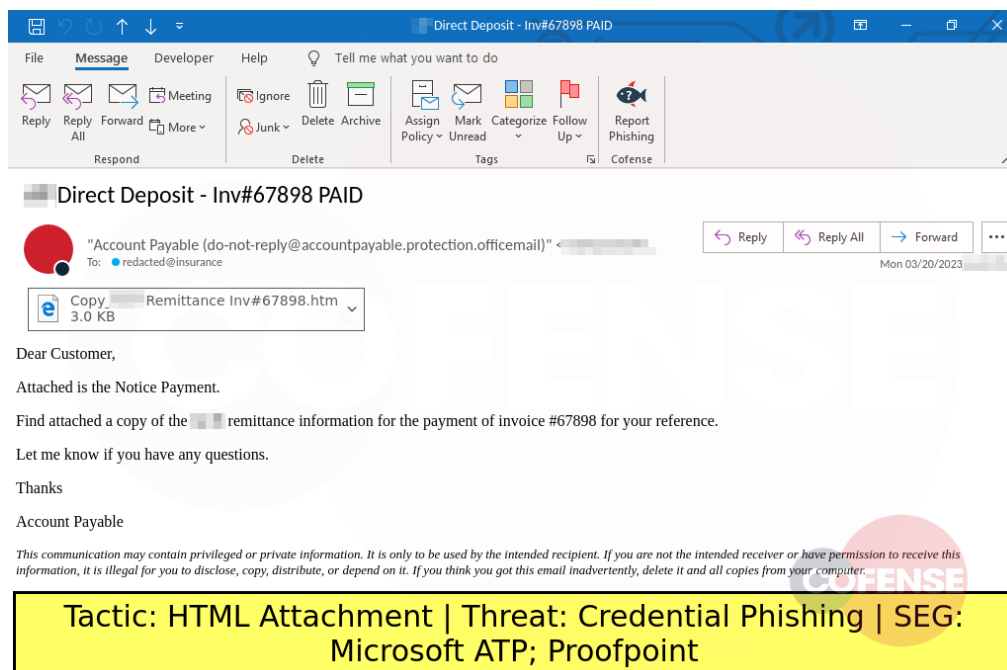 Direct Deposit - Inv#67898 PAID
File Message Developer Help Tell me what you want to do
Reply
Reply All
Forward
Meeting
More
Respond
Ignore
Junk
Delete
Archive
Delete
Assign Policy
Mark Unread
Categorize
Follow Up
Tags
Report Phishing
Cofense
Direct Deposit - Inv#67898 PAID
"Account Payable (do-not-reply@accountpayable.protection.officemail)" <
To: redacted@insurance
Reply Reply All Forward
Mon 03/20/2023
Copy_ Remittance Inv#67898.htm
3.0 KB
Dear Customer,
Attached is the Notice Payment.
Find attached a copy of the remittance information for the payment of invoice #67898 for your reference.
Let me know if you have any questions.
Thanks
Account Payable
This communication may contain privileged or private information. It is only to be used by the intended recipient. If you are not the intended receiver or have permission to receive this
information, it is illegal for you to disclose, copy, distribute, or depend on it. If you think you got this email inadvertently, delete it and all copies from your computer.
COFENSE
Tactic: HTML Attachment | Threat: Credential Phishing | SEG:
Microsoft ATP; Proofpoint